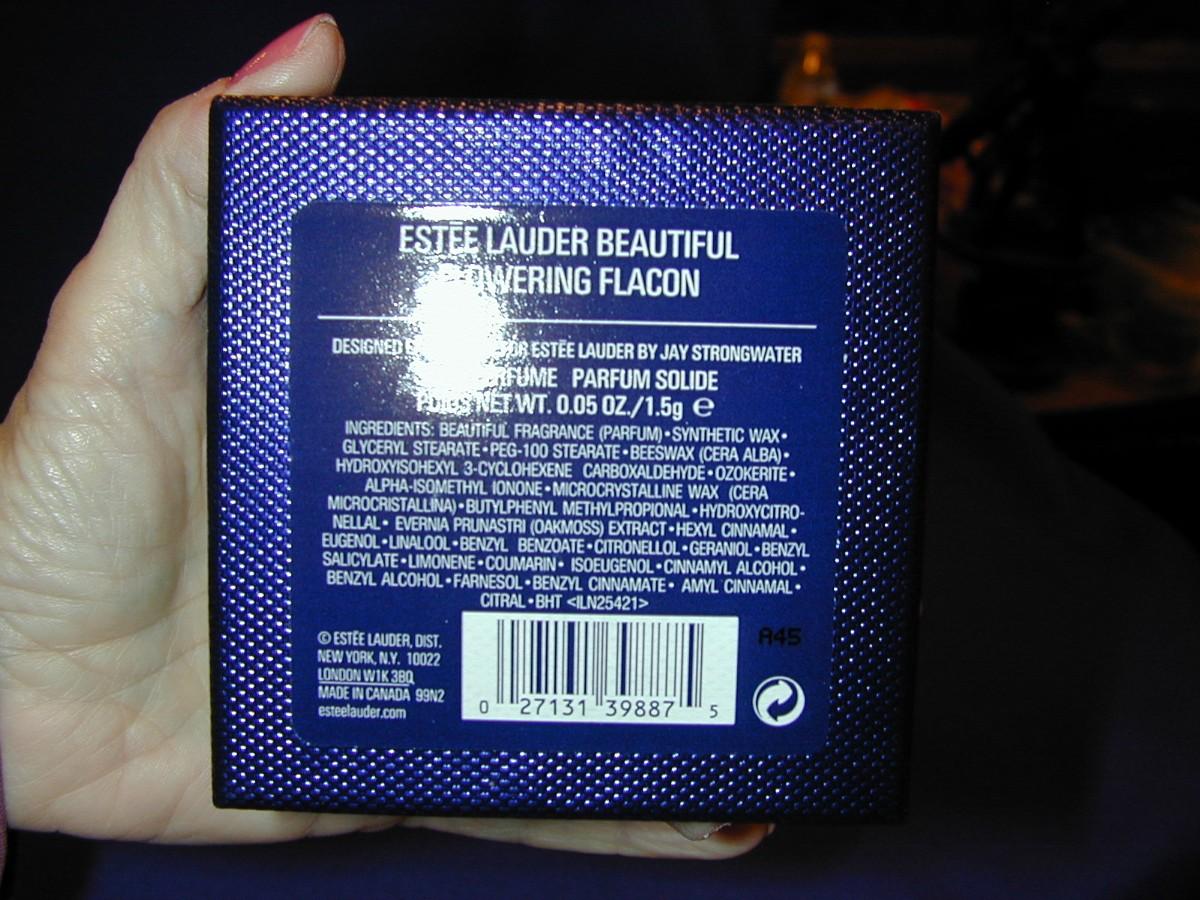 ESTĒE LAUDER BEAUTIFUL
FLACON
DESIGNED ESTĒE LAUDER BY JAY STRONGWATER
PARFUM SOLIDE
NET WT. 0.05 OZ./1.5g ℮
INGREDIENTS: BEAUTIFUL FRAGRANCE (PARFUM)•SYNTHETIC WAX•
GLYCERYL STEARATE•PEG-100 STEARATE•BEESWAX (CERA ALBA)•
HYDROXYISOHEXYL 3-CYCLOHEXENE CARBOXALDEHYDE•OZOKERITE•
ALPHA-ISOMETHYL IONONE•MICROCRYSTALLINE WAX (CERA
MICROCRISTALLINA)•BUTYLPHENYL METHYLPROPIONAL•HYDROXYCITRO-
NELLAL• EVERNIA PRUNASTRI (OAKMOSS) EXTRACT•HEXYL CINNAMAL•
EUGENOL•LINALOOL•BENZYL BENZOATE•CITRONELLOL•GERANIOL•BENZYL
SALICYLATE•LIMONENE•COUMARIN• ISOEUGENOL•CINNAMYL ALCOHOL•
BENZYL ALCOHOL•FARNESOL•BENZYL CINNAMATE• AMYL CINNAMAL•
CITRAL•BHT <ILN25421>
© ESTĒE LAUDER, DIST.
NEW YORK, N.Y. 10022
LONDON W1K 3BQ
MADE IN CANADA 99N2
esteelauder.com
0 27131 39887 5
A45